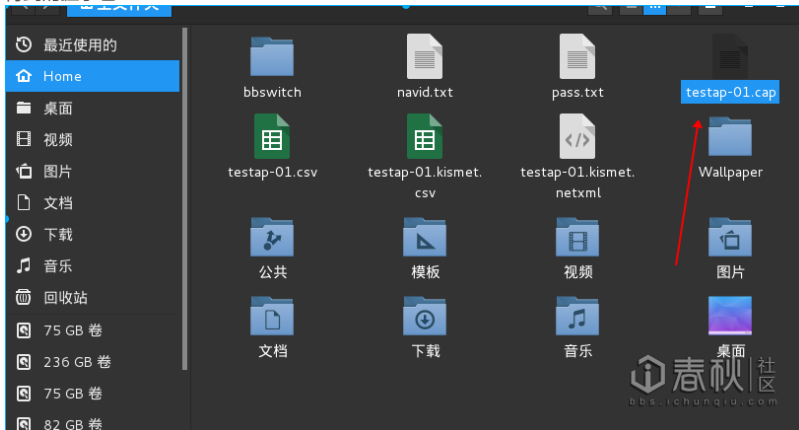 最近使用的
Home
桌面
视频
图片
文档
下载
音乐
回收站
75 GB 卷
236 GB 卷
75 GB 卷
82 GB 卷
bbswitch
navid.txt
pass.txt
testap-01.cap
testap-01.csv
testap-01.kismet.
csv
testap-01.kismet.
netxml
Wallpaper
公共
模板
视频
图片
文档
下载
音乐
桌面
春秋
社区
bbs.ichunqiu.com